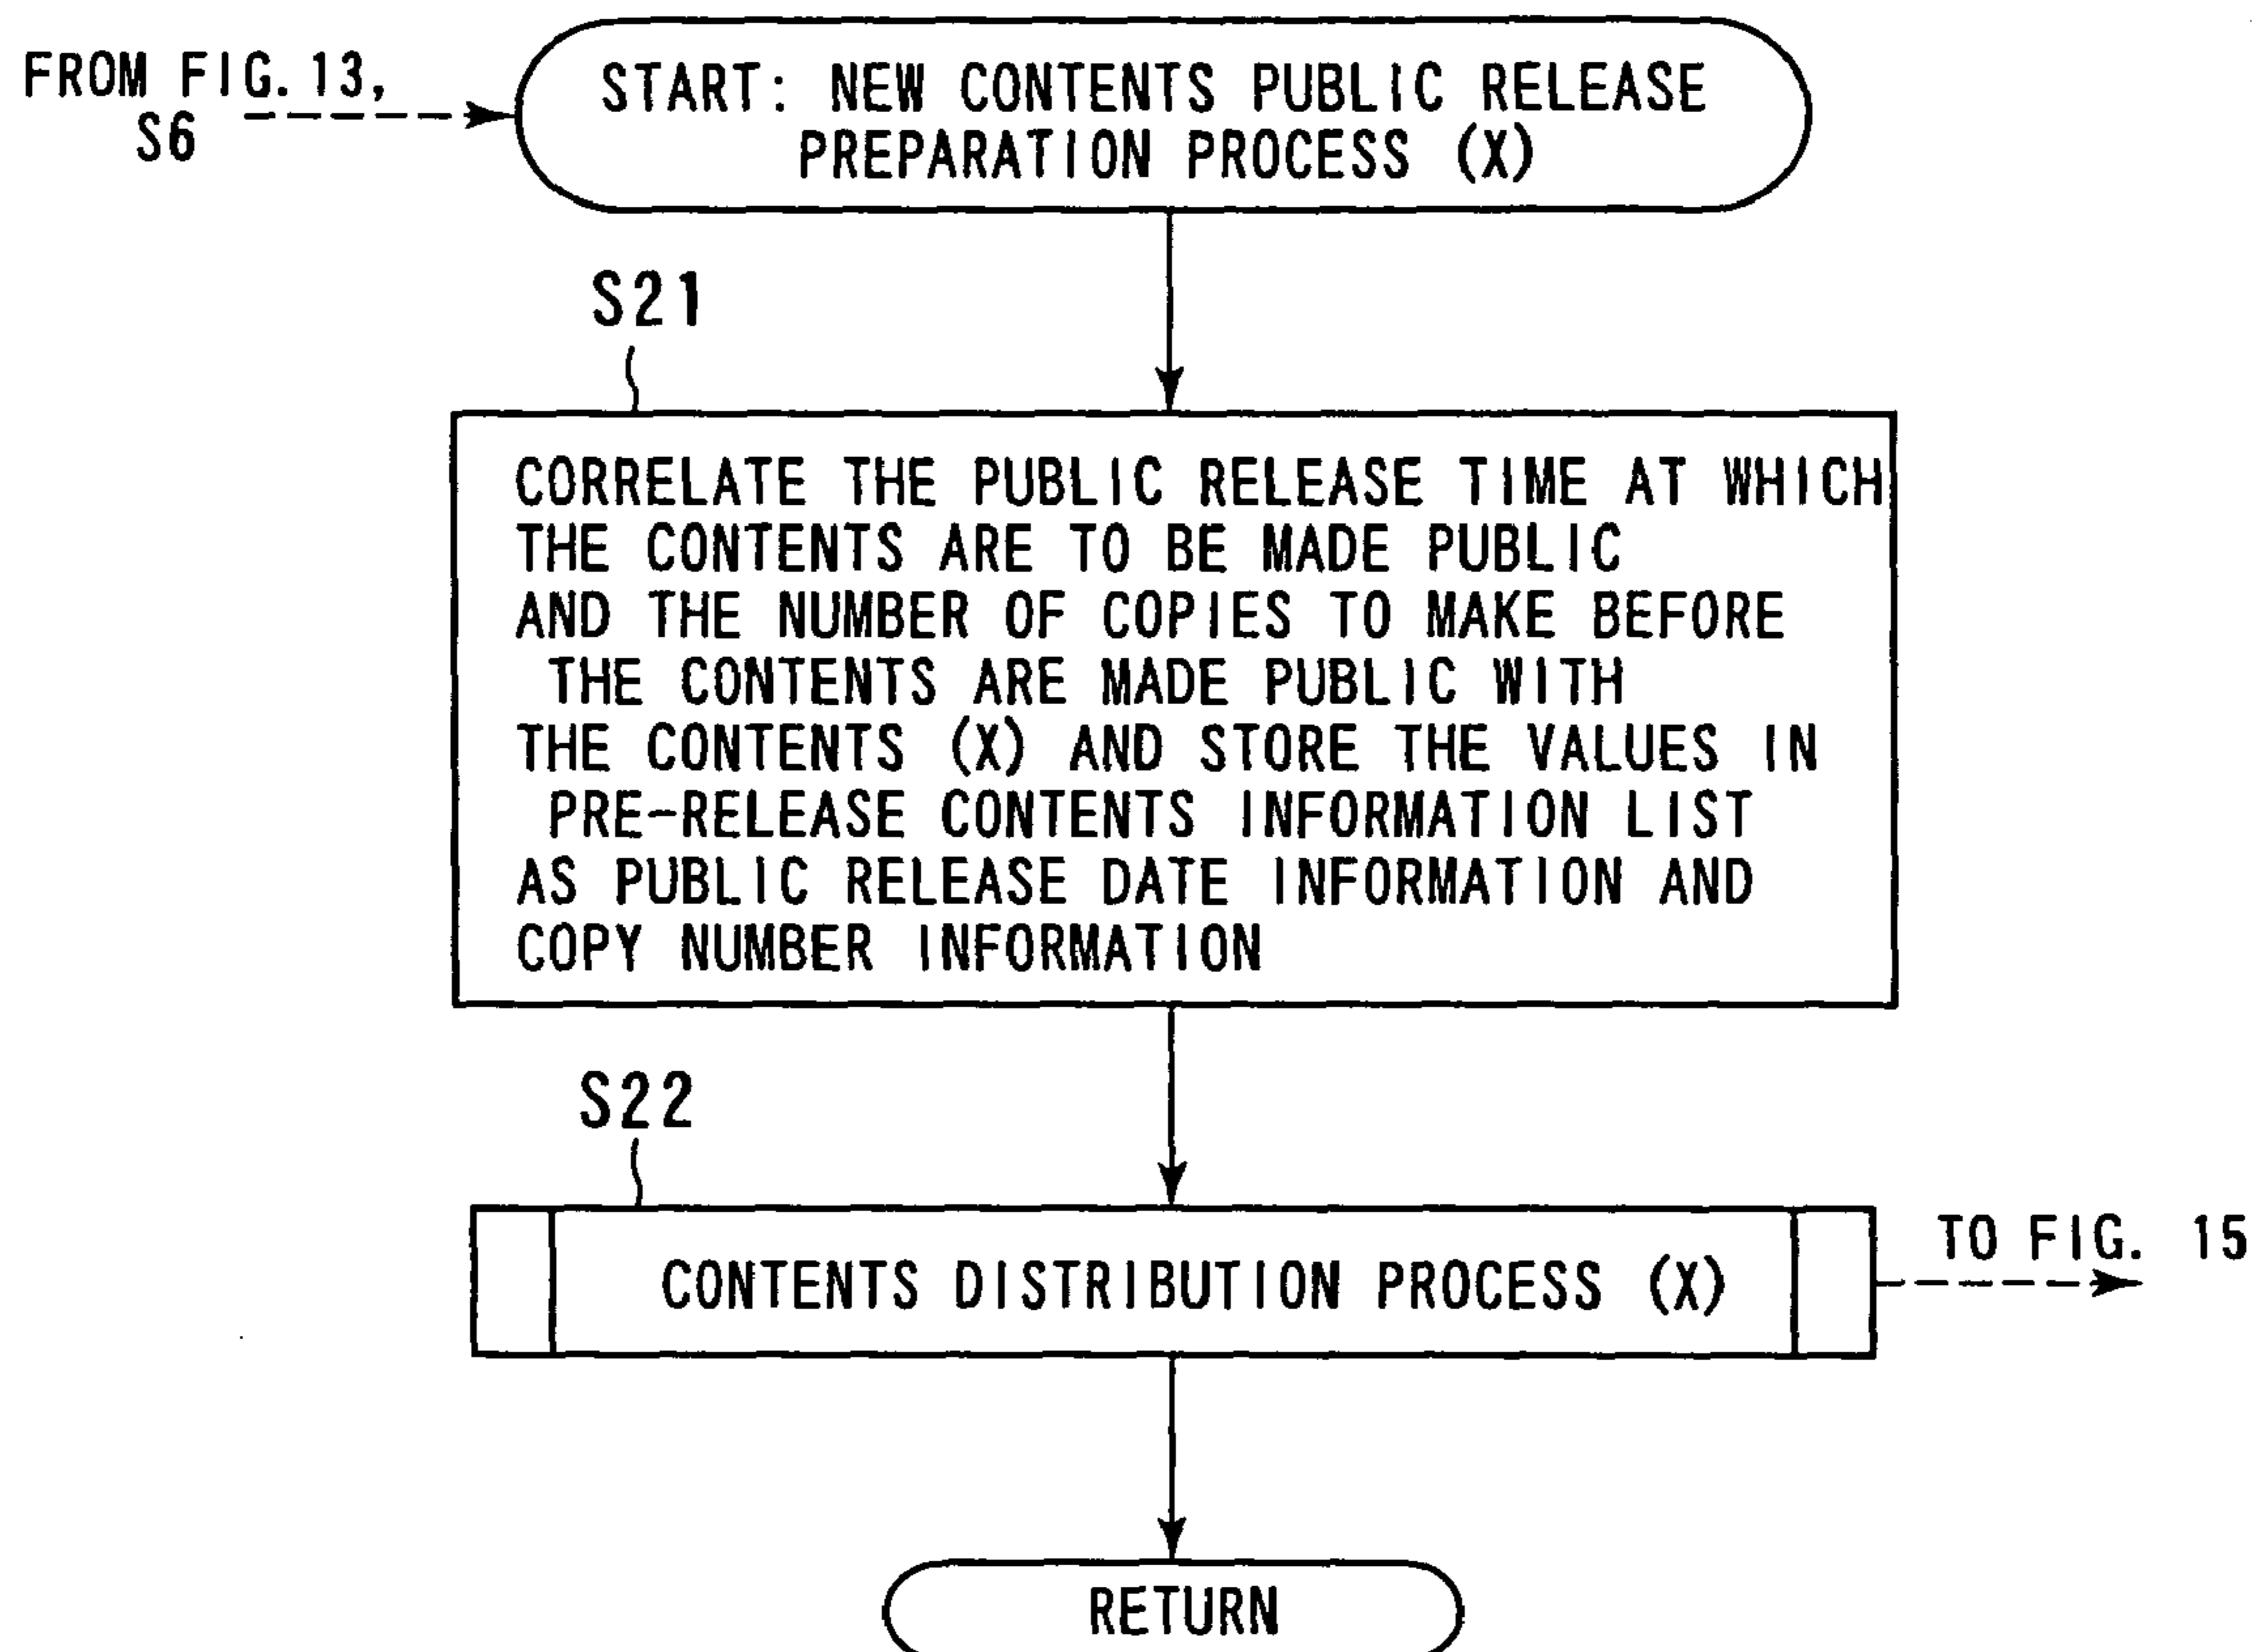 FROM FIG. 13,
S6
START: NEW CONTENTS PUBLIC RELEASE
PREPARATION PROCESS (X)
S21
CORRELATE THE PUBLIC RELEASE TIME AT WHICH
THE CONTENTS ARE TO BE MADE PUBLIC
AND THE NUMBER OF COPIES TO MAKE BEFORE
THE CONTENTS ARE MADE PUBLIC WITH
THE CONTENTS (X) AND STORE THE VALUES IN
PRE-RELEASE CONTENTS INFORMATION LIST
AS PUBLIC RELEASE DATE INFORMATION AND
COPY NUMBER INFORMATION
S22
CONTENTS DISTRIBUTION PROCESS (X)
TO FIG. 15
RETURN